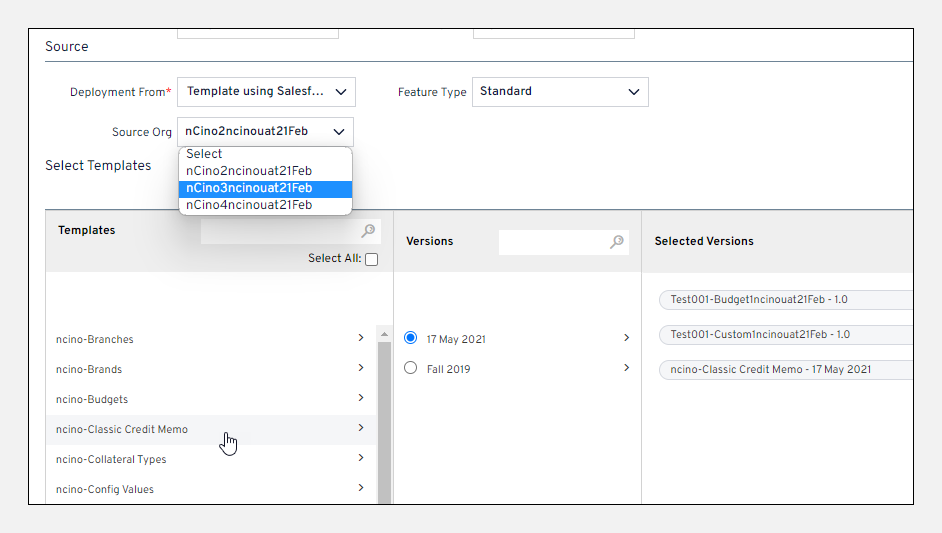 Source
Deployment From* Template using Salesf... Feature Type Standard
Source Org nCino2ncinouat21Feb
Select
Select Templates
nCino2ncinouat21Feb
nCino3ncinouat21Feb
nCino4ncinouat21Feb
Templates
Select All:
Versions
Selected Versions
ncino-Branches
ncino-Brands
ncino-Budgets
ncino-Classic Credit Memo
ncino-Collateral Types
ncino-Config Values
17 May 2021
Fall 2019
Test001-Budget1ncinouat21Feb - 1.0
Test001-Custom1ncinouat21Feb - 1.0
ncino-Classic Credit Memo - 17 May 2021